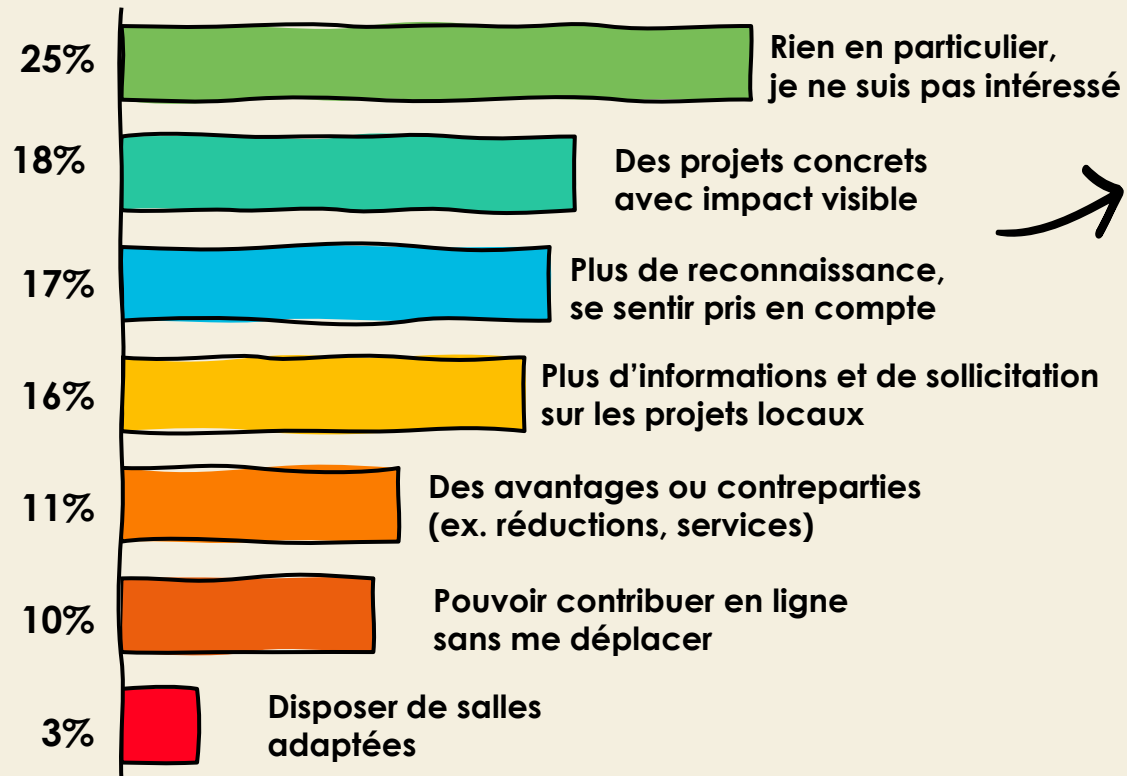 25%
Rien en particulier,
je ne suis pas intéressé
18%
Des projets concrets
avec impact visible
17%
Plus de reconnaissance,
se sentir pris en compte
16%
Plus d’informations et de sollicitation
sur les projets locaux
11%
Des avantages ou contreparties
(ex. réductions, services)
10%
Pouvoir contribuer en ligne
sans me déplacer
3%
Disposer de salles
adaptées